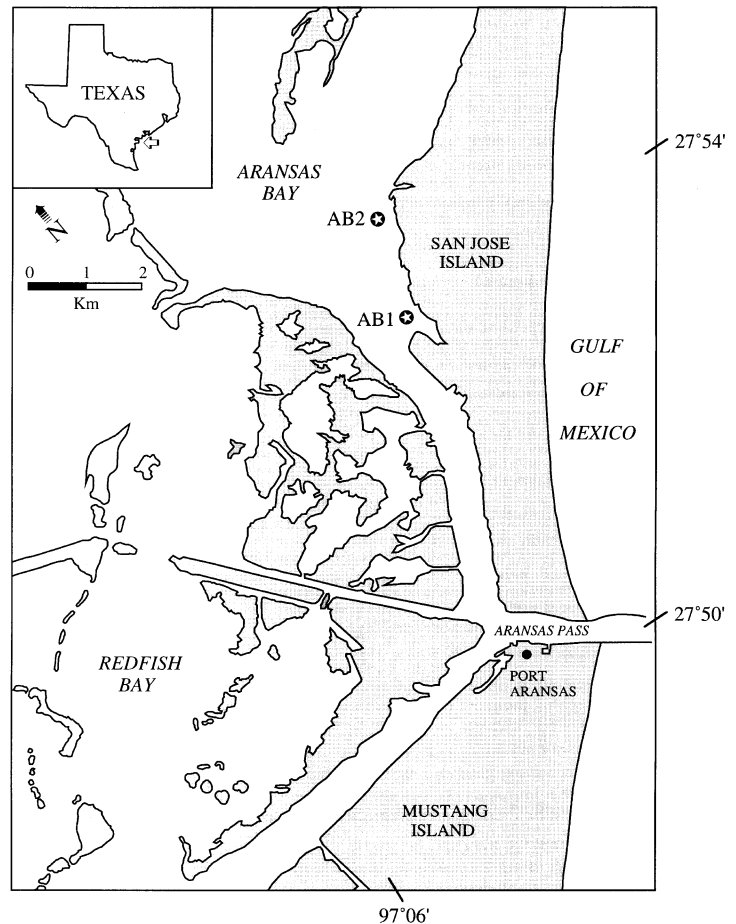 TEXAS
27°54'
ARANSAS
BAY
AB2
N
SAN JOSE
ISLAND
0 1 2
Km
AB1
GULF
OF
MEXICO
27°50'
ARANSAS PASS
REDFISH
BAY
PORT
ARANSAS
MUSTANG
ISLAND
97°06'